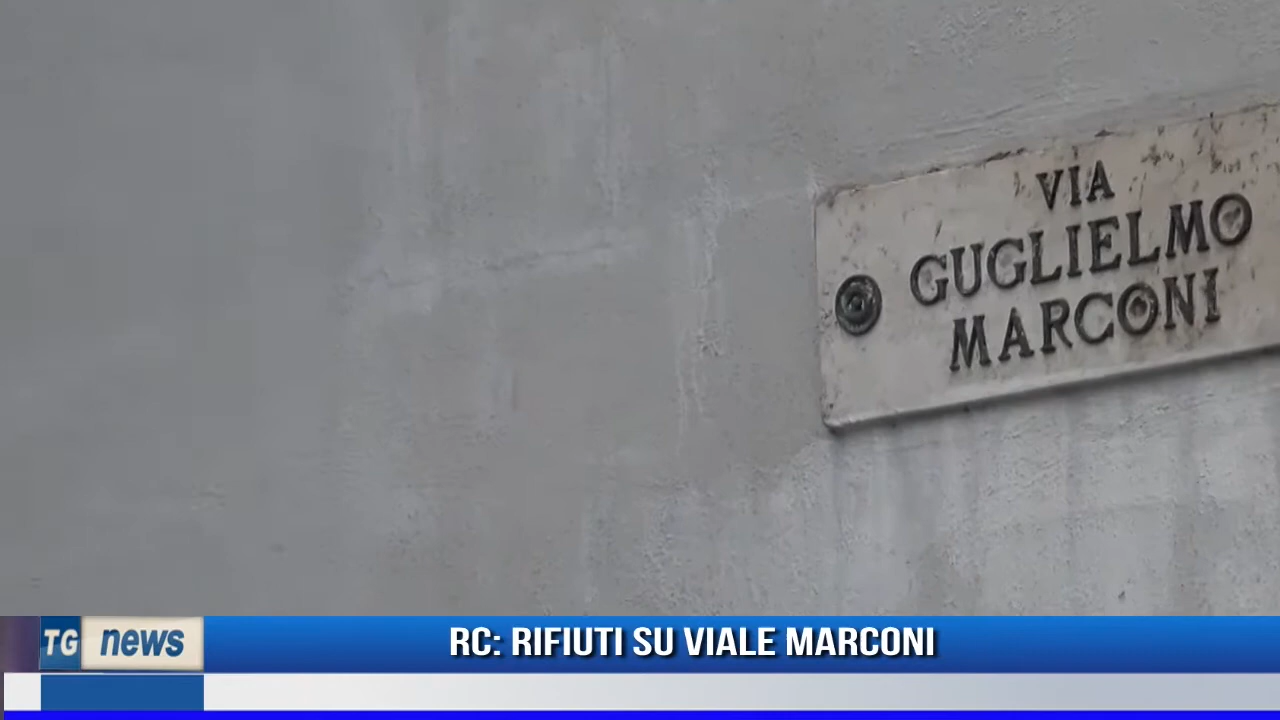 VIA
GUGLIELMO
MARCONI
TG news
RC: RIFIUTI SU VIALE MARCONI